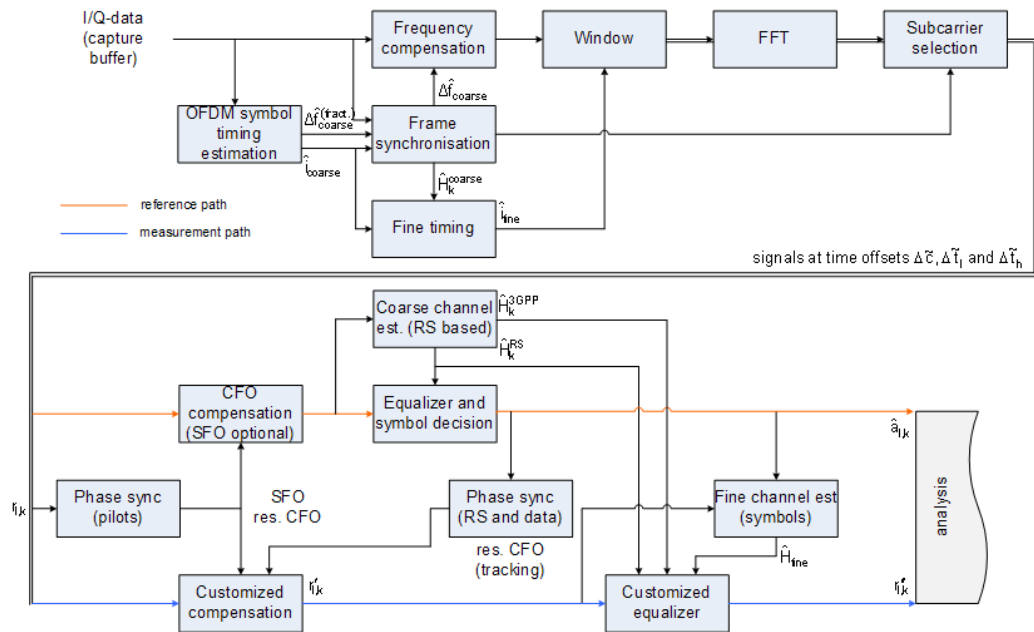 I/Q-data
(capture
buffer)
Frequency
compensation
Window
FFT
Subcarrier
selection
Δf̂coarse
OFDM symbol
timing
estimation
Δf̂(fract.)coarse
îcoarse
Frame
synchronisation
Ĥkcoarse
Fine timing
îfine
reference path
measurement path
signals at time offsets Δc̃, Δt̃l and Δt̃h
Coarse channel
est. (RS based)
Ĥk3GPP
ĤkRS
CFO
compensation
(SFO optional)
Equalizer and
symbol decision
âl,k
rl,k
Phase sync
(pilots)
SFO
res. CFO
Phase sync
(RS and data)
res. CFO
(tracking)
Fine channel est
(symbols)
Ĥfine
analysis
Customized
compensation
r'l,k
Customized
equalizer
r''l,k